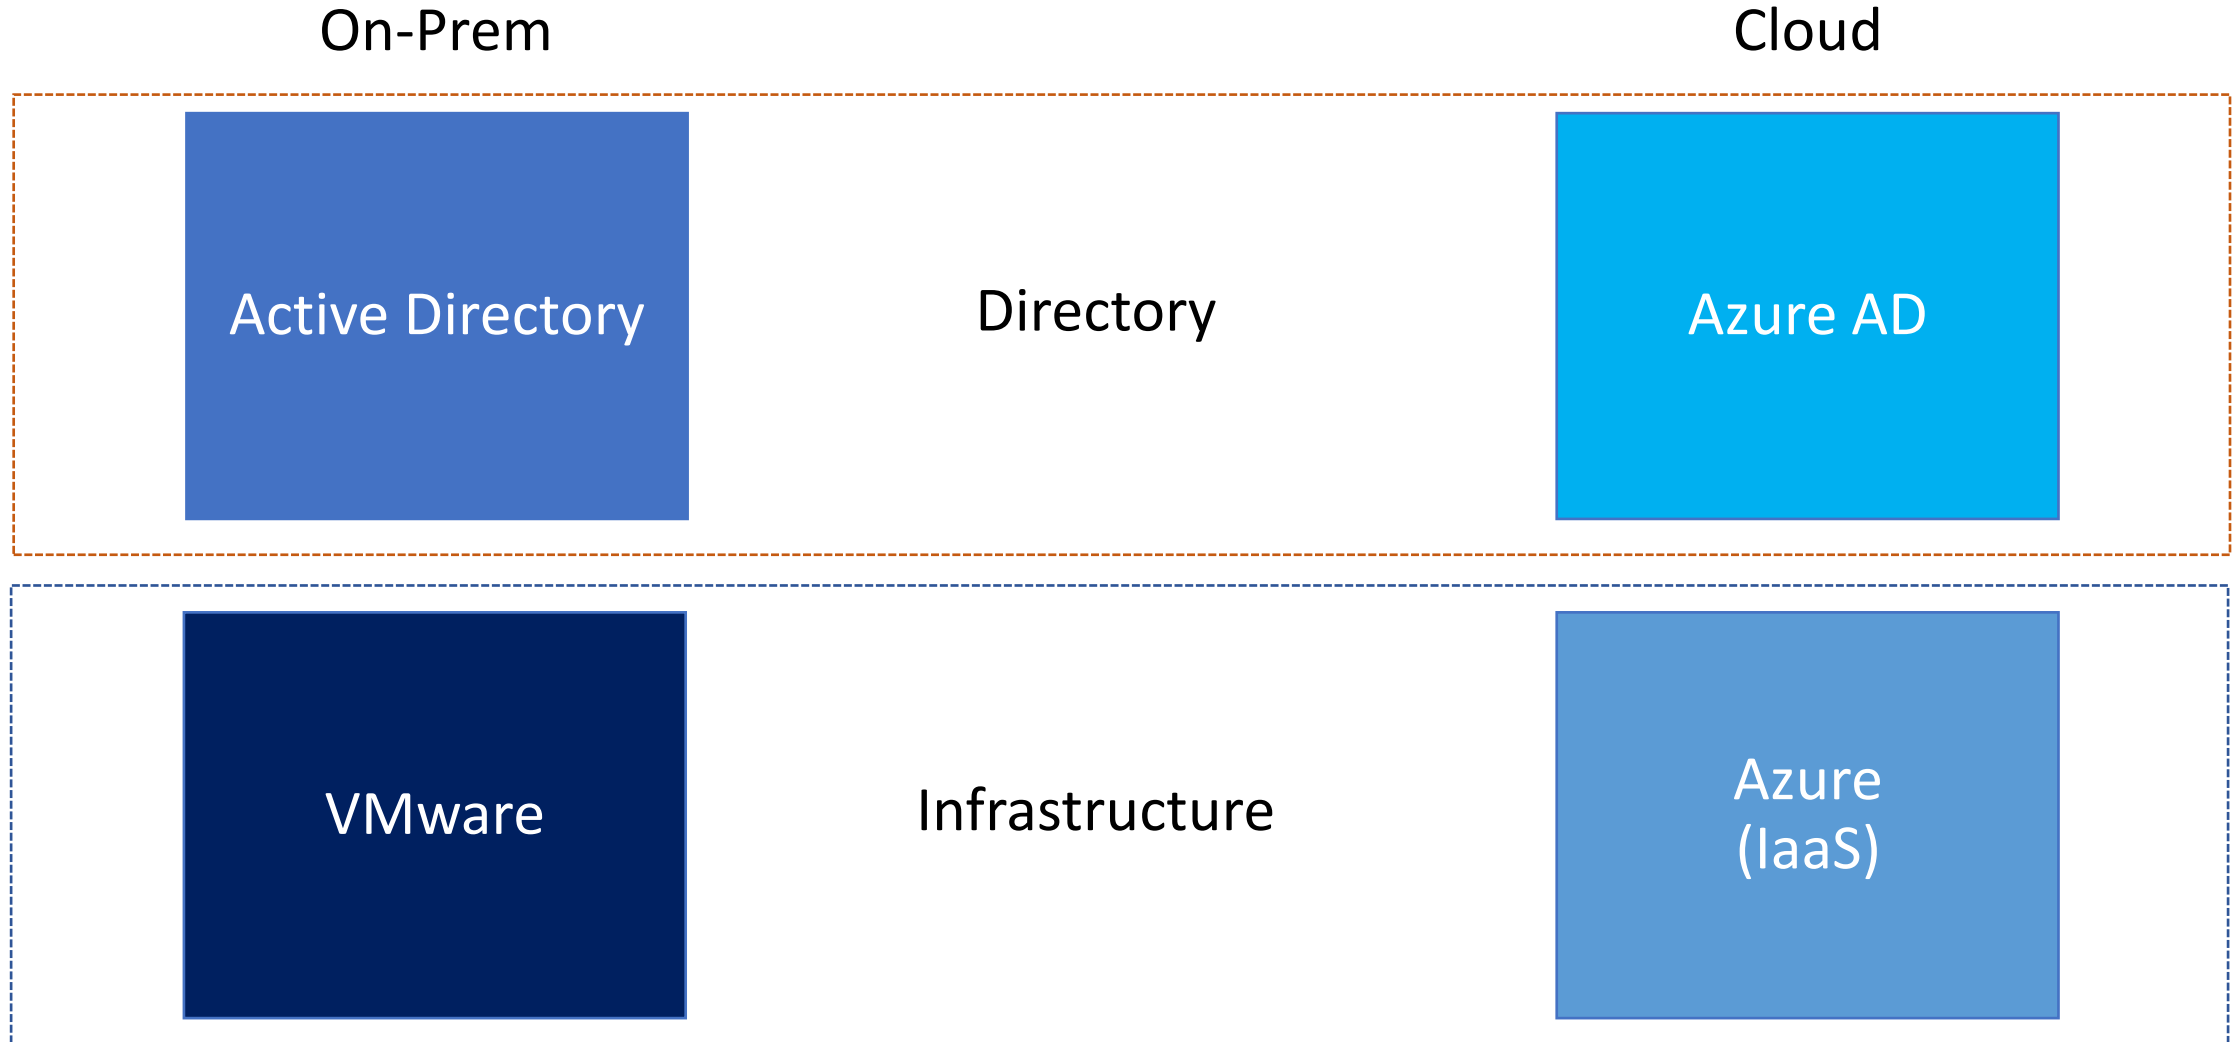 On-Prem
Cloud
Active Directory
Directory
Azure AD
VMware
Infrastructure
Azure
(IaaS)